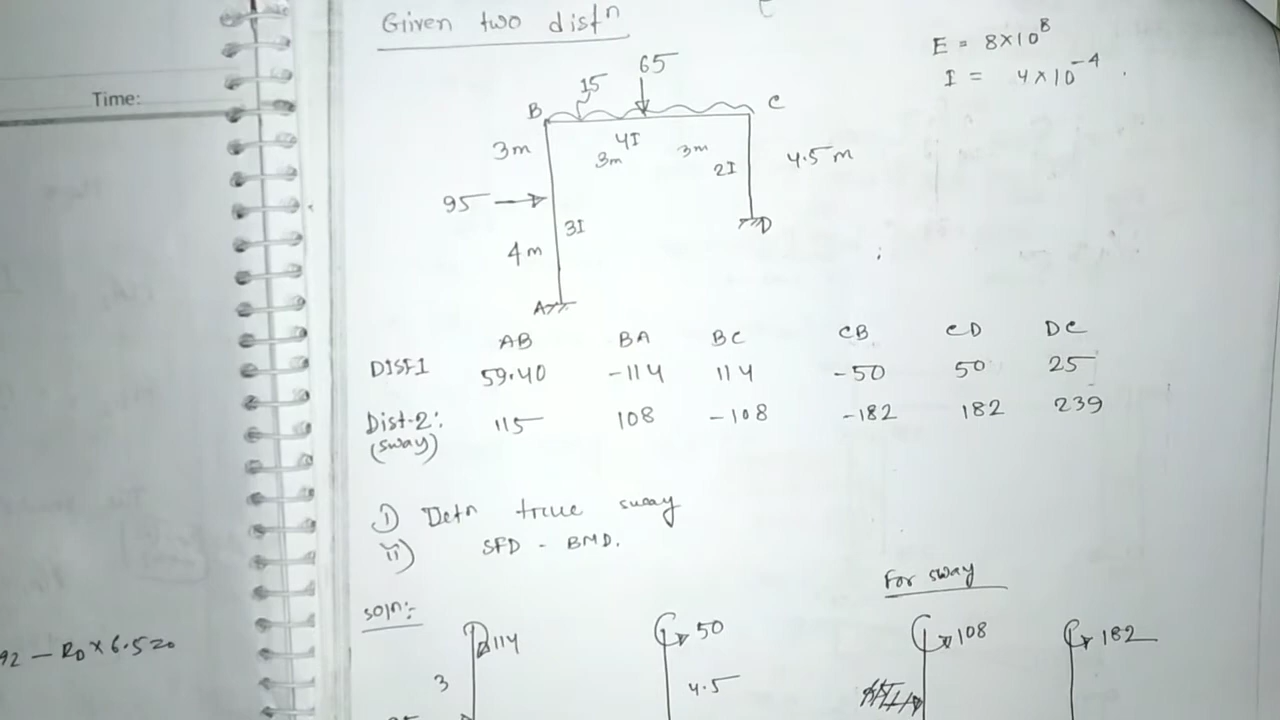 Given two distⁿ
E = 8×10⁸
I = 4×10⁻⁴ .
Time:
65
15
B
C
3m
4I
3m
3m
2I
4.5 m
95
3I
D
4m
A
AB BA BC CB CD DC
DIST1 59.40 -114 114 -50 50 25
Dist-2: 115 108 -108 -182 182 239
(sway)
i) Detn true sway
ii) SFD - BMD.
For sway
soln:-
114
50
108
182
92 - R_D × 6.5 = 0
3
4.5